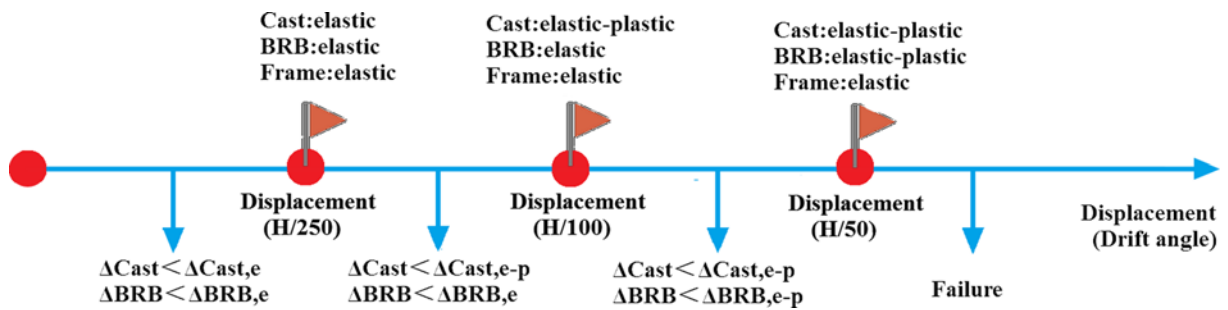 Cast:elastic
BRB:elastic
Frame:elastic
Cast:elastic-plastic
BRB:elastic
Frame:elastic
Cast:elastic-plastic
BRB:elastic-plastic
Frame:elastic
Displacement
(H/250)
Displacement
(H/100)
Displacement
(H/50)
Displacement
(Drift angle)
ΔCast<ΔCast,e
ΔBRB<ΔBRB,e
ΔCast<ΔCast,e-p
ΔBRB<ΔBRB,e
ΔCast<ΔCast,e-p
ΔBRB<ΔBRB,e-p
Failure